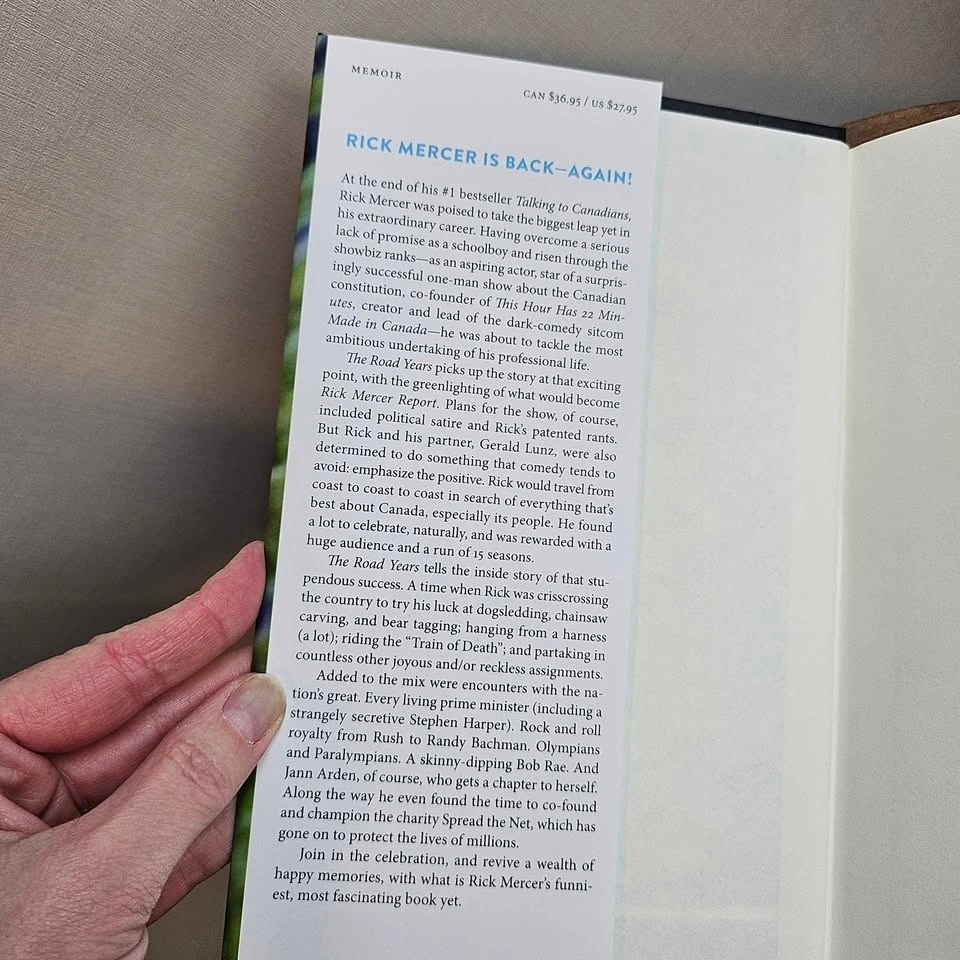 MEMOIR
CAN $36.95 / US $27.95
RICK MERCER IS BACK—AGAIN!
At the end of his #1 bestseller Talking to Canadians,
Rick Mercer was poised to take the biggest leap yet in
his extraordinary career. Having overcome a serious
lack of promise as a schoolboy and risen through the
showbiz ranks—as an aspiring actor, star of a surpris-
ingly successful one-man show about the Canadian
constitution, co-founder of This Hour Has 22 Min-
utes, creator and lead of the dark-comedy sitcom
Made in Canada—he was about to tackle the most
ambitious undertaking of his professional life.
The Road Years picks up the story at that exciting
point, with the greenlighting of what would become
Rick Mercer Report. Plans for the show, of course,
included political satire and Rick's patented rants.
But Rick and his partner, Gerald Lunz, were also
determined to do something that comedy tends to
avoid: emphasize the positive. Rick would travel from
coast to coast to coast in search of everything that's
best about Canada, especially its people. He found
a lot to celebrate, naturally, and was rewarded with a
huge audience and a run of 15 seasons.
The Road Years tells the inside story of that stu-
pendous success. A time when Rick was crisscrossing
the country to try his luck at dogsledding, chainsaw
carving, and bear tagging; hanging from a harness
(a lot); riding the "Train of Death"; and partaking in
countless other joyous and/or reckless assignments.
Added to the mix were encounters with the na-
tion's great. Every living prime minister (including a
strangely secretive Stephen Harper). Rock and roll
royalty from Rush to Randy Bachman. Olympians
and Paralympians. A skinny-dipping Bob Rae. And
Jann Arden, of course, who gets a chapter to herself.
Along the way he even found the time to co-found
and champion the charity Spread the Net, which has
gone on to protect the lives of millions.
Join in the celebration, and revive a wealth of
happy memories, with what is Rick Mercer's funni-
est, most fascinating book yet.